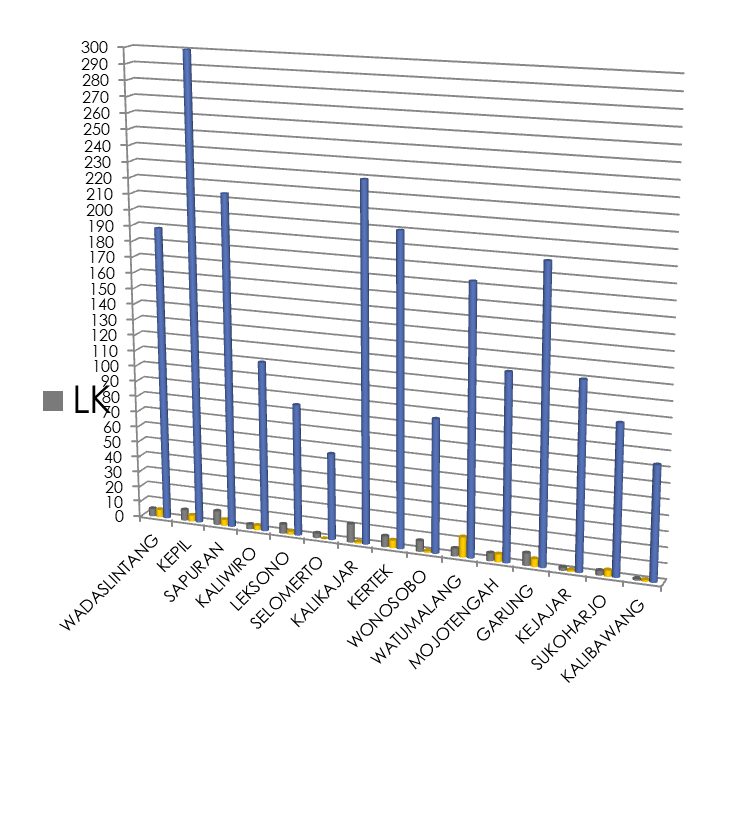 300
290
280
270
260
250
240
230
220
210
200
190
180
170
160
150
140
130
120
110
100
90
80
70
60
50
40
30
20
10
0
LK
WADASLINTANG
KEPIL
SAPURAN
KALIWIRO
LEKSONO
SELOMERTO
KALIKAJAR
KERTEK
WONOSOBO
WATUMALANG
MOJOTENGAH
GARUNG
KEJAJAR
SUKOHARJO
KALIBAWANG